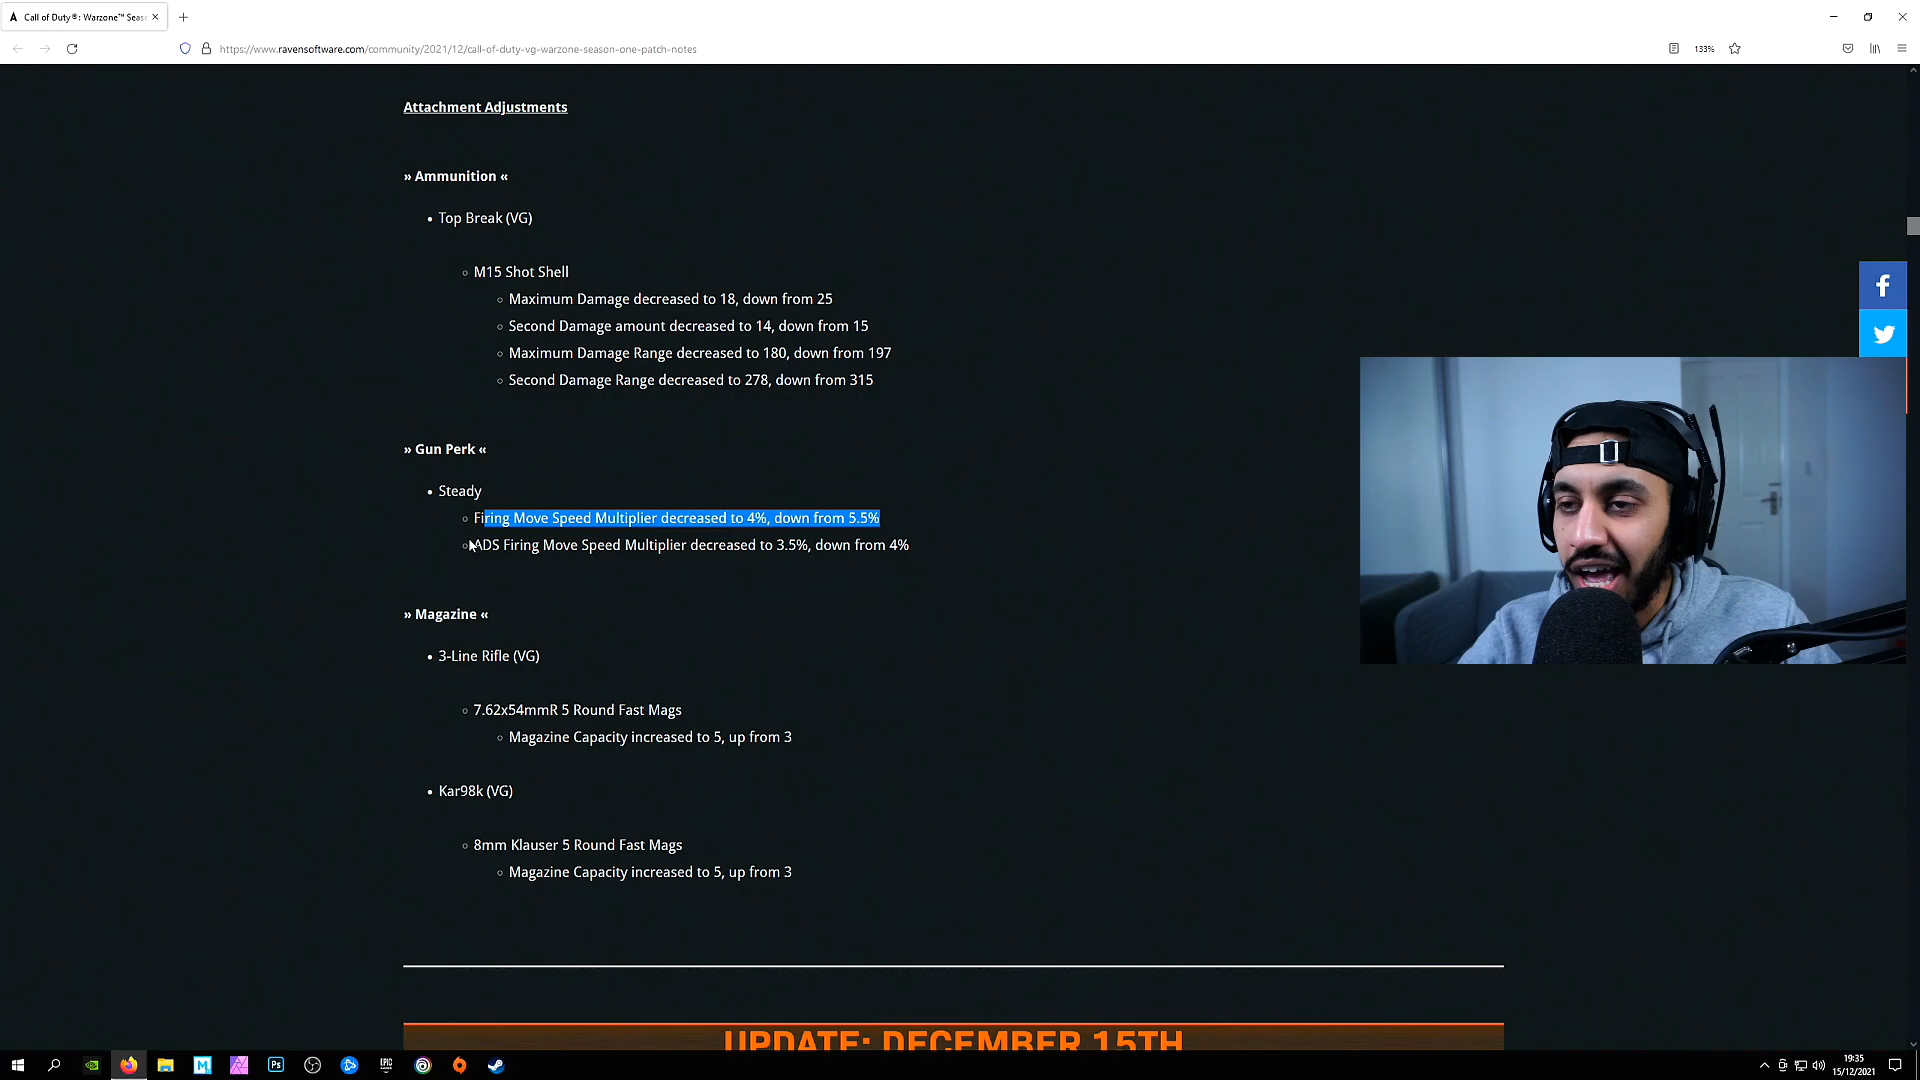 Call of Duty®: Warzone™ Seas
https://www.ravensoftware.com/community/2021/12/call-of-duty-vg-warzone-season-one-patch-notes
133%
Attachment Adjustments
» Ammunition «
• Top Break (VG)
◦ M15 Shot Shell
◦ Maximum Damage decreased to 18, down from 25
◦ Second Damage amount decreased to 14, down from 15
◦ Maximum Damage Range decreased to 180, down from 197
◦ Second Damage Range decreased to 278, down from 315
» Gun Perk «
• Steady
◦ Firing Move Speed Multiplier decreased to 4%, down from 5.5%
◦ ADS Firing Move Speed Multiplier decreased to 3.5%, down from 4%
» Magazine «
• 3-Line Rifle (VG)
◦ 7.62x54mmR 5 Round Fast Mags
◦ Magazine Capacity increased to 5, up from 3
• Kar98k (VG)
◦ 8mm Klauser 5 Round Fast Mags
◦ Magazine Capacity increased to 5, up from 3
UPDATE: DECEMBER 15TH
Ps
EPIC
19:35
15/12/2021